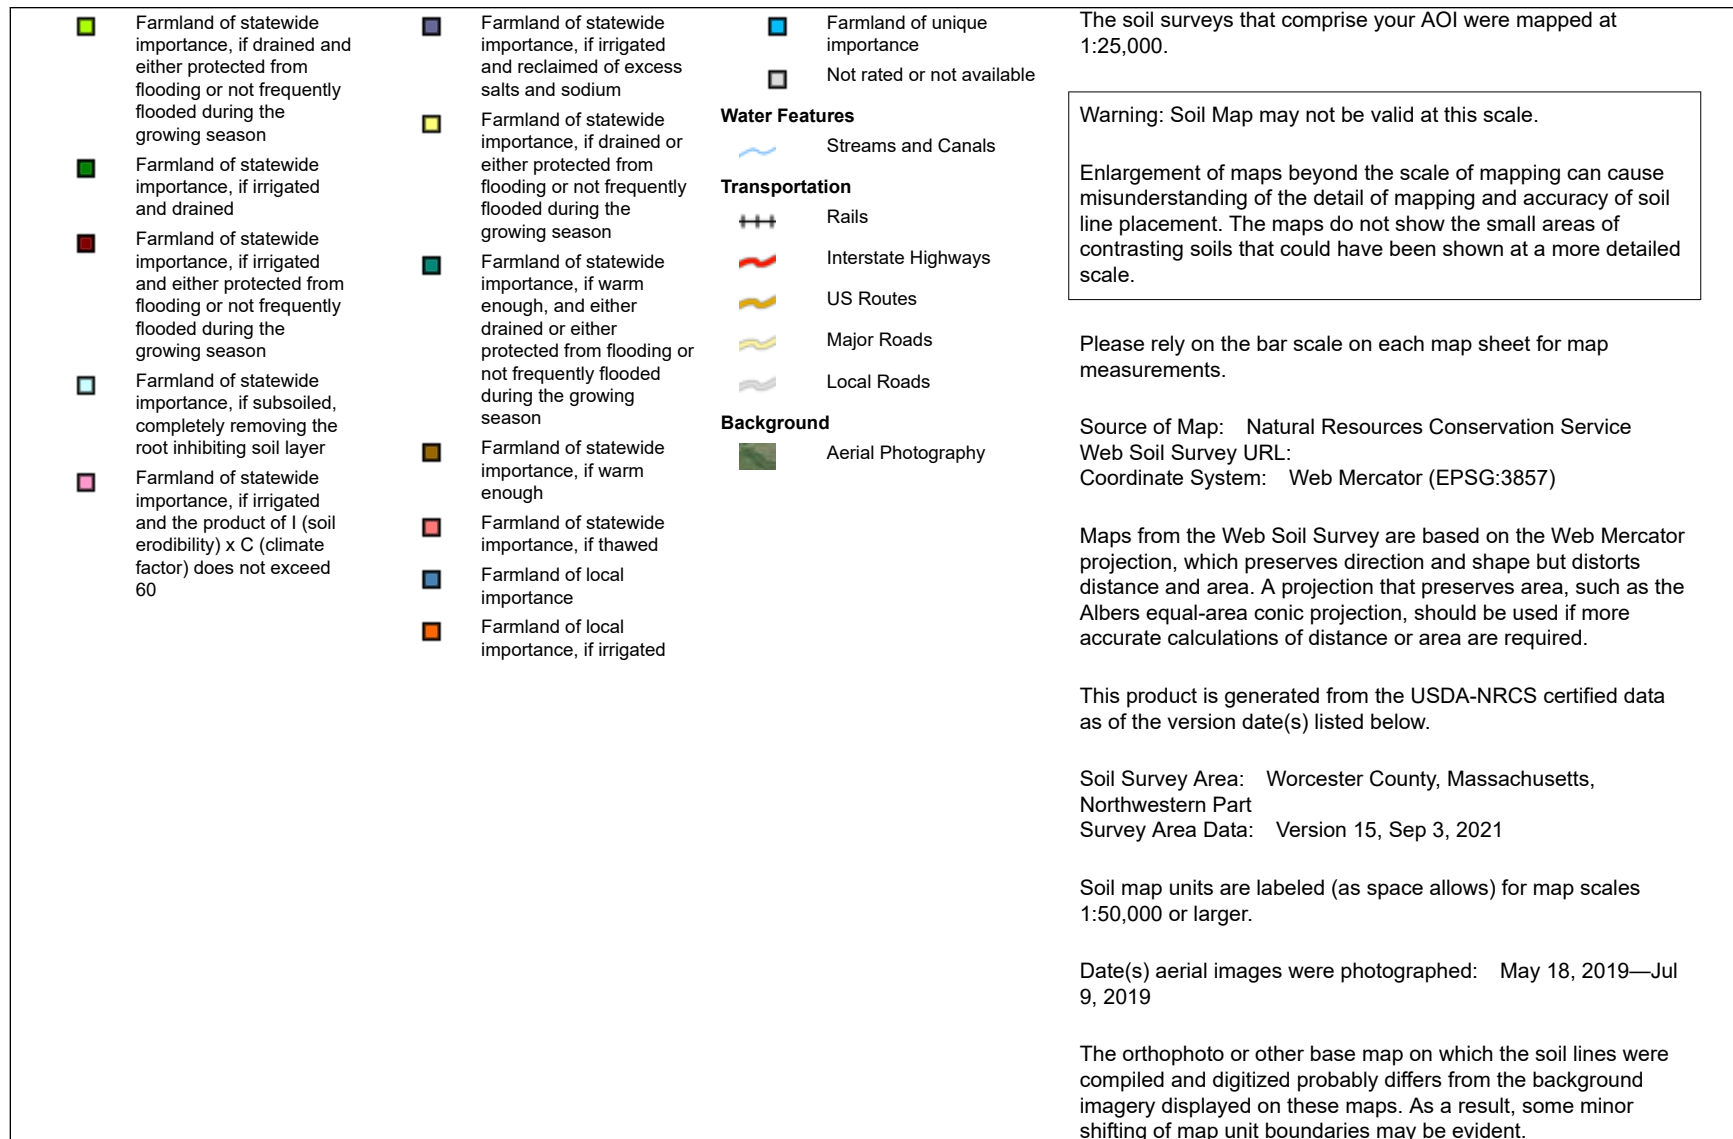 Farmland of statewide
importance, if drained and
either protected from
flooding or not frequently
flooded during the
growing season
Farmland of statewide
importance, if irrigated
and drained
Farmland of statewide
importance, if irrigated
and either protected from
flooding or not frequently
flooded during the
growing season
Farmland of statewide
importance, if subsoiled,
completely removing the
root inhibiting soil layer
Farmland of statewide
importance, if irrigated
and the product of I (soil
erodibility) x C (climate
factor) does not exceed
60
Farmland of statewide
importance, if irrigated
and reclaimed of excess
salts and sodium
Farmland of statewide
importance, if drained or
either protected from
flooding or not frequently
flooded during the
growing season
Farmland of statewide
importance, if warm
enough, and either
drained or either
protected from flooding or
not frequently flooded
during the growing
season
Farmland of statewide
importance, if warm
enough
Farmland of statewide
importance, if thawed
Farmland of local
importance
Farmland of local
importance, if irrigated
Farmland of unique
importance
Not rated or not available
Water Features
Streams and Canals
Transportation
Rails
Interstate Highways
US Routes
Major Roads
Local Roads
Background
Aerial Photography
The soil surveys that comprise your AOI were mapped at
1:25,000.
Warning: Soil Map may not be valid at this scale.
Enlargement of maps beyond the scale of mapping can cause
misunderstanding of the detail of mapping and accuracy of soil
line placement. The maps do not show the small areas of
contrasting soils that could have been shown at a more detailed
scale.
Please rely on the bar scale on each map sheet for map
measurements.
Source of Map: Natural Resources Conservation Service
Web Soil Survey URL:
Coordinate System: Web Mercator (EPSG:3857)
Maps from the Web Soil Survey are based on the Web Mercator
projection, which preserves direction and shape but distorts
distance and area. A projection that preserves area, such as the
Albers equal-area conic projection, should be used if more
accurate calculations of distance or area are required.
This product is generated from the USDA-NRCS certified data
as of the version date(s) listed below.
Soil Survey Area: Worcester County, Massachusetts,
Northwestern Part
Survey Area Data: Version 15, Sep 3, 2021
Soil map units are labeled (as space allows) for map scales
1:50,000 or larger.
Date(s) aerial images were photographed: May 18, 2019—Jul
9, 2019
The orthophoto or other base map on which the soil lines were
compiled and digitized probably differs from the background
imagery displayed on these maps. As a result, some minor
shifting of map unit boundaries may be evident.